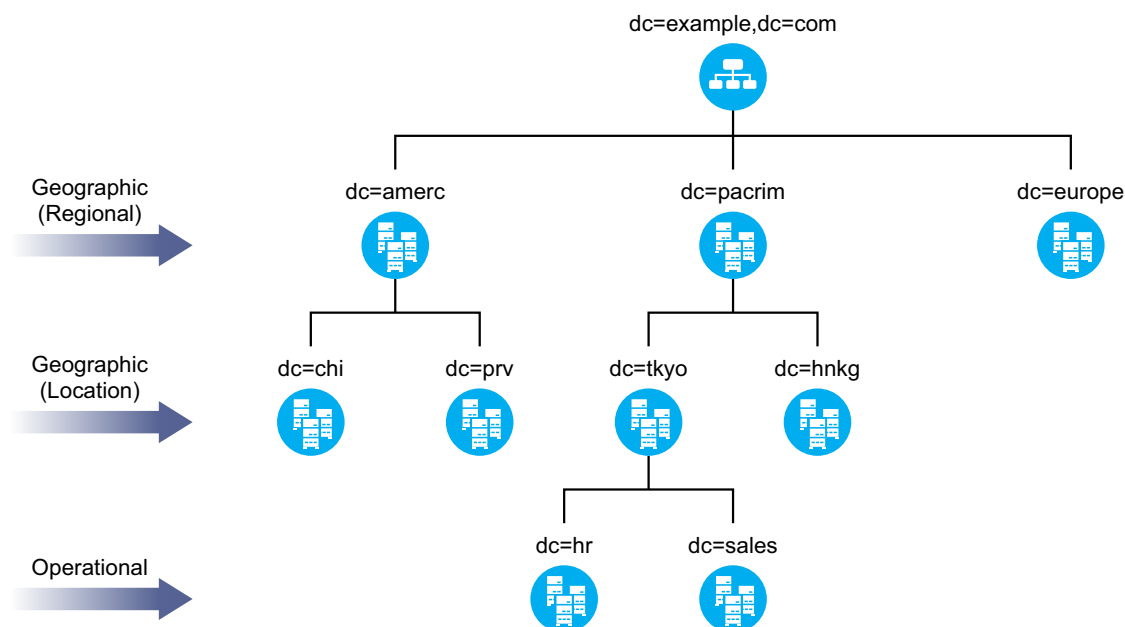 dc=example,dc=com
Geographic
(Regional)
dc=amerc
dc=pacrim
dc=europe
Geographic
(Location)
dc=chi
dc=prv
dc=tkyo
dc=hnkg
Operational
dc=hr
dc=sales